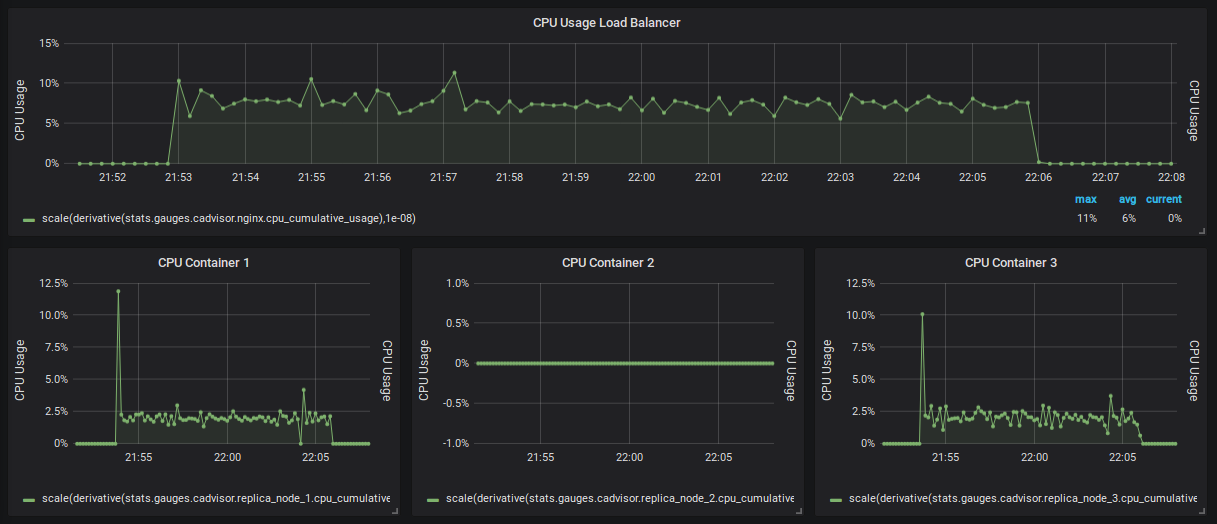 CPU Usage Load Balancer
15%
10%
5%
0%
CPU Usage
CPU Usage
21:52 21:53 21:54 21:55 21:56 21:57 21:58 21:59 22:00 22:01 22:02 22:03 22:04 22:05 22:06 22:07 22:08
max avg current
scale(derivative(stats.gauges.cadvisor.nginx.cpu_cumulative_usage),1e-08) 11% 6% 0%
CPU Container 1
12.5%
10.0%
7.5%
5.0%
2.5%
0%
CPU Usage
CPU Usage
21:55 22:00 22:05
scale(derivative(stats.gauges.cadvisor.replica_node_1.cpu_cumulative
CPU Container 2
1.0%
0.5%
0%
-0.5%
-1.0%
CPU Usage
CPU Usage
21:55 22:00 22:05
scale(derivative(stats.gauges.cadvisor.replica_node_2.cpu_cumulative
CPU Container 3
12.5%
10.0%
7.5%
5.0%
2.5%
0%
CPU Usage
CPU Usage
21:55 22:00 22:05
scale(derivative(stats.gauges.cadvisor.replica_node_3.cpu_cumulative